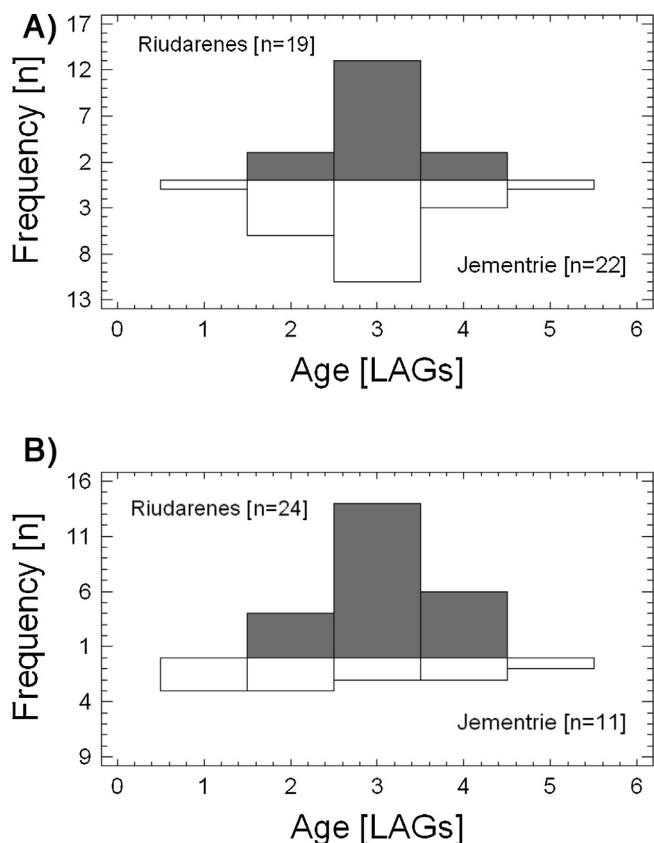 A)
17
Riudarenes [n=19]
12
7
2
3
8
Jementrie [n=22]
13
Frequency [n]
0 1 2 3 4 5 6
Age [LAGs]
B)
16
Riudarenes [n=24]
11
6
1
4
Jementrie [n=11]
9
Frequency [n]
0 1 2 3 4 5 6
Age [LAGs]